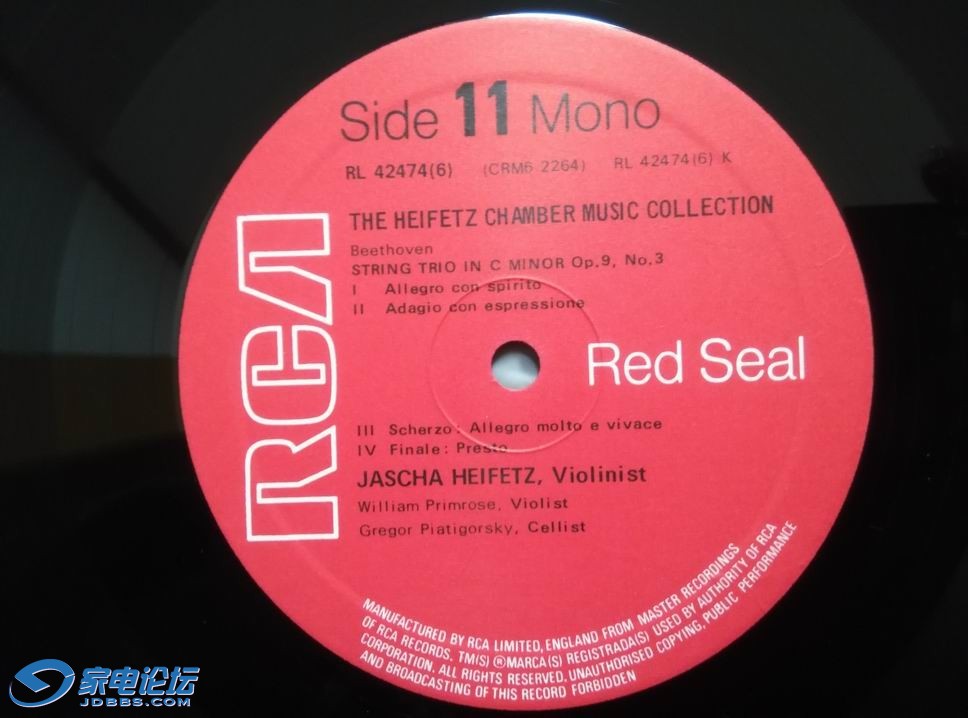 Side 11 Mono
RL 42474(6) (CRM6 2264) RL 42474(6) K
THE HEIFETZ CHAMBER MUSIC COLLECTION
Beethoven
STRING TRIO IN C MINOR Op.9, No.3
I Allegro con spirito
II Adagio con espressione
RCA
Red Seal
III Scherzo: Allegro molto e vivace
IV Finale: Presto
JASCHA HEIFETZ, Violinist
William Primrose, Violist
Gregor Piatigorsky, Cellist
MANUFACTURED BY RCA LIMITED, ENGLAND FROM MASTER RECORDINGS
OF RCA RECORDS. TM(S) ® MARCA(S) REGISTRADA(S) USED BY AUTHORITY OF RCA
CORPORATION. ALL RIGHTS RESERVED. UNAUTHORISED COPYING, PUBLIC PERFORMANCE
AND BROADCASTING OF THIS RECORD FORBIDDEN
家电论坛
JDBBS.COM